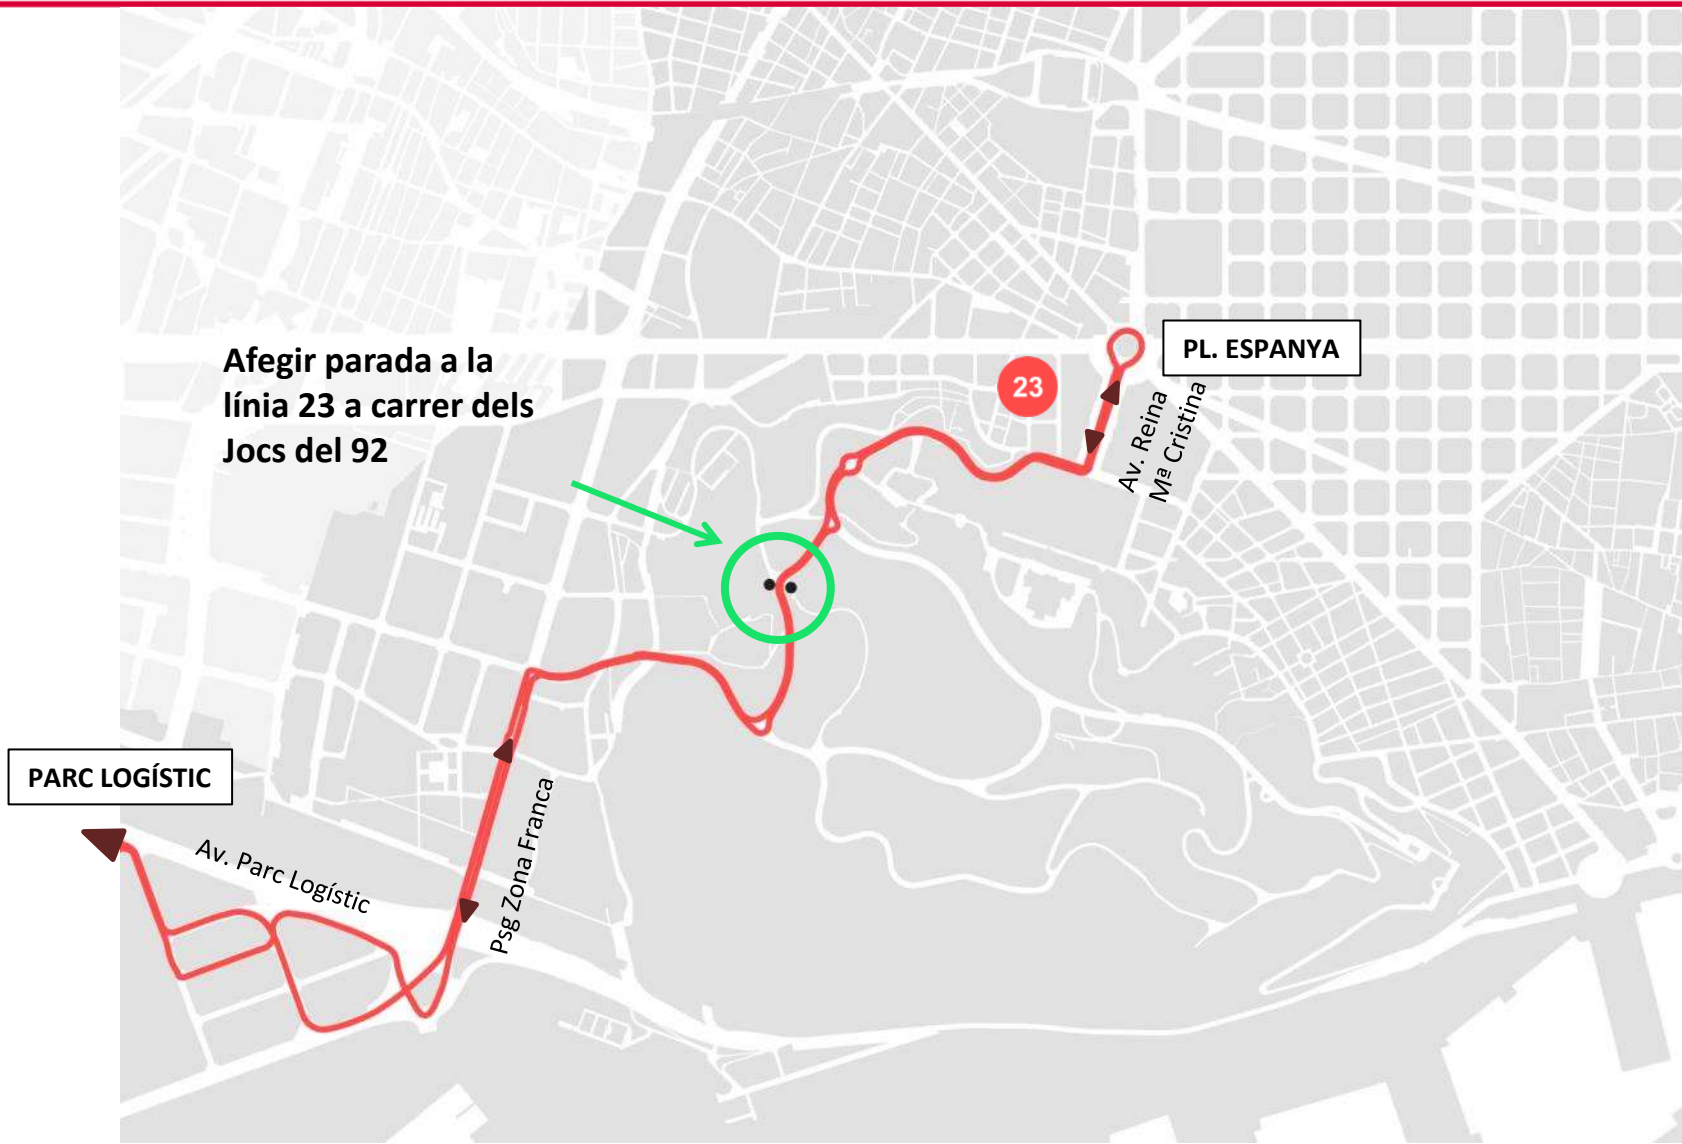 Afegir parada a la
línia 23 a carrer dels
Jocs del 92
23
PL. ESPANYA
Av. Reina
Mª Cristina
PARC LOGÍSTIC
Av. Parc Logístic
Psg Zona Franca